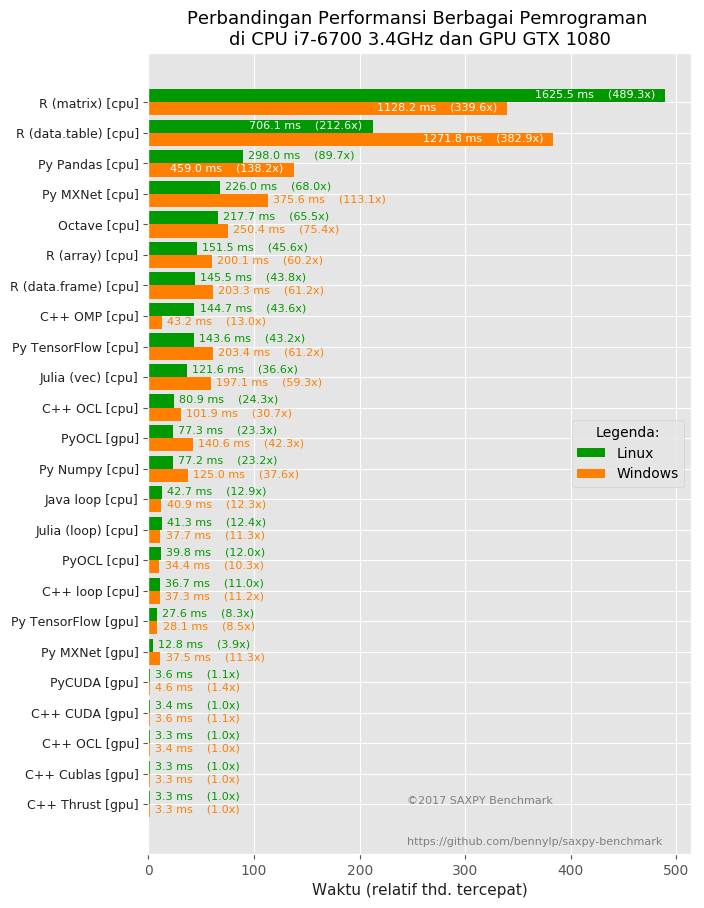 Perbandingan Performansi Berbagai Pemrograman
di CPU i7-6700 3.4GHz dan GPU GTX 1080
R (matrix) [cpu]
1625.5 ms (489.3x)
1128.2 ms (339.6x)
R (data.table) [cpu]
706.1 ms (212.6x)
1271.8 ms (382.9x)
Py Pandas [cpu]
298.0 ms (89.7x)
459.0 ms (138.2x)
Py MXNet [cpu]
226.0 ms (68.0x)
375.6 ms (113.1x)
Octave [cpu]
217.7 ms (65.5x)
250.4 ms (75.4x)
R (array) [cpu]
151.5 ms (45.6x)
200.1 ms (60.2x)
R (data.frame) [cpu]
145.5 ms (43.8x)
203.3 ms (61.2x)
C++ OMP [cpu]
144.7 ms (43.6x)
43.2 ms (13.0x)
Py TensorFlow [cpu]
143.6 ms (43.2x)
203.4 ms (61.2x)
Julia (vec) [cpu]
121.6 ms (36.6x)
197.1 ms (59.3x)
C++ OCL [cpu]
80.9 ms (24.3x)
101.9 ms (30.7x)
PyOCL [gpu]
77.3 ms (23.3x)
140.6 ms (42.3x)
Py Numpy [cpu]
77.2 ms (23.2x)
125.0 ms (37.6x)
Java loop [cpu]
42.7 ms (12.9x)
40.9 ms (12.3x)
Julia (loop) [cpu]
41.3 ms (12.4x)
37.7 ms (11.3x)
PyOCL [cpu]
39.8 ms (12.0x)
34.4 ms (10.3x)
C++ loop [cpu]
36.7 ms (11.0x)
37.3 ms (11.2x)
Py TensorFlow [gpu]
27.6 ms (8.3x)
28.1 ms (8.5x)
Py MXNet [gpu]
12.8 ms (3.9x)
37.5 ms (11.3x)
PyCUDA [gpu]
3.6 ms (1.1x)
4.6 ms (1.4x)
C++ CUDA [gpu]
3.4 ms (1.0x)
3.6 ms (1.1x)
C++ OCL [gpu]
3.3 ms (1.0x)
3.4 ms (1.0x)
C++ Cublas [gpu]
3.3 ms (1.0x)
3.3 ms (1.0x)
C++ Thrust [gpu]
3.3 ms (1.0x)
3.3 ms (1.0x)
Legenda:
Linux
Windows
©2017 SAXPY Benchmark
https://github.com/bennylp/saxpy-benchmark
0 100 200 300 400 500
Waktu (relatif thd. tercepat)